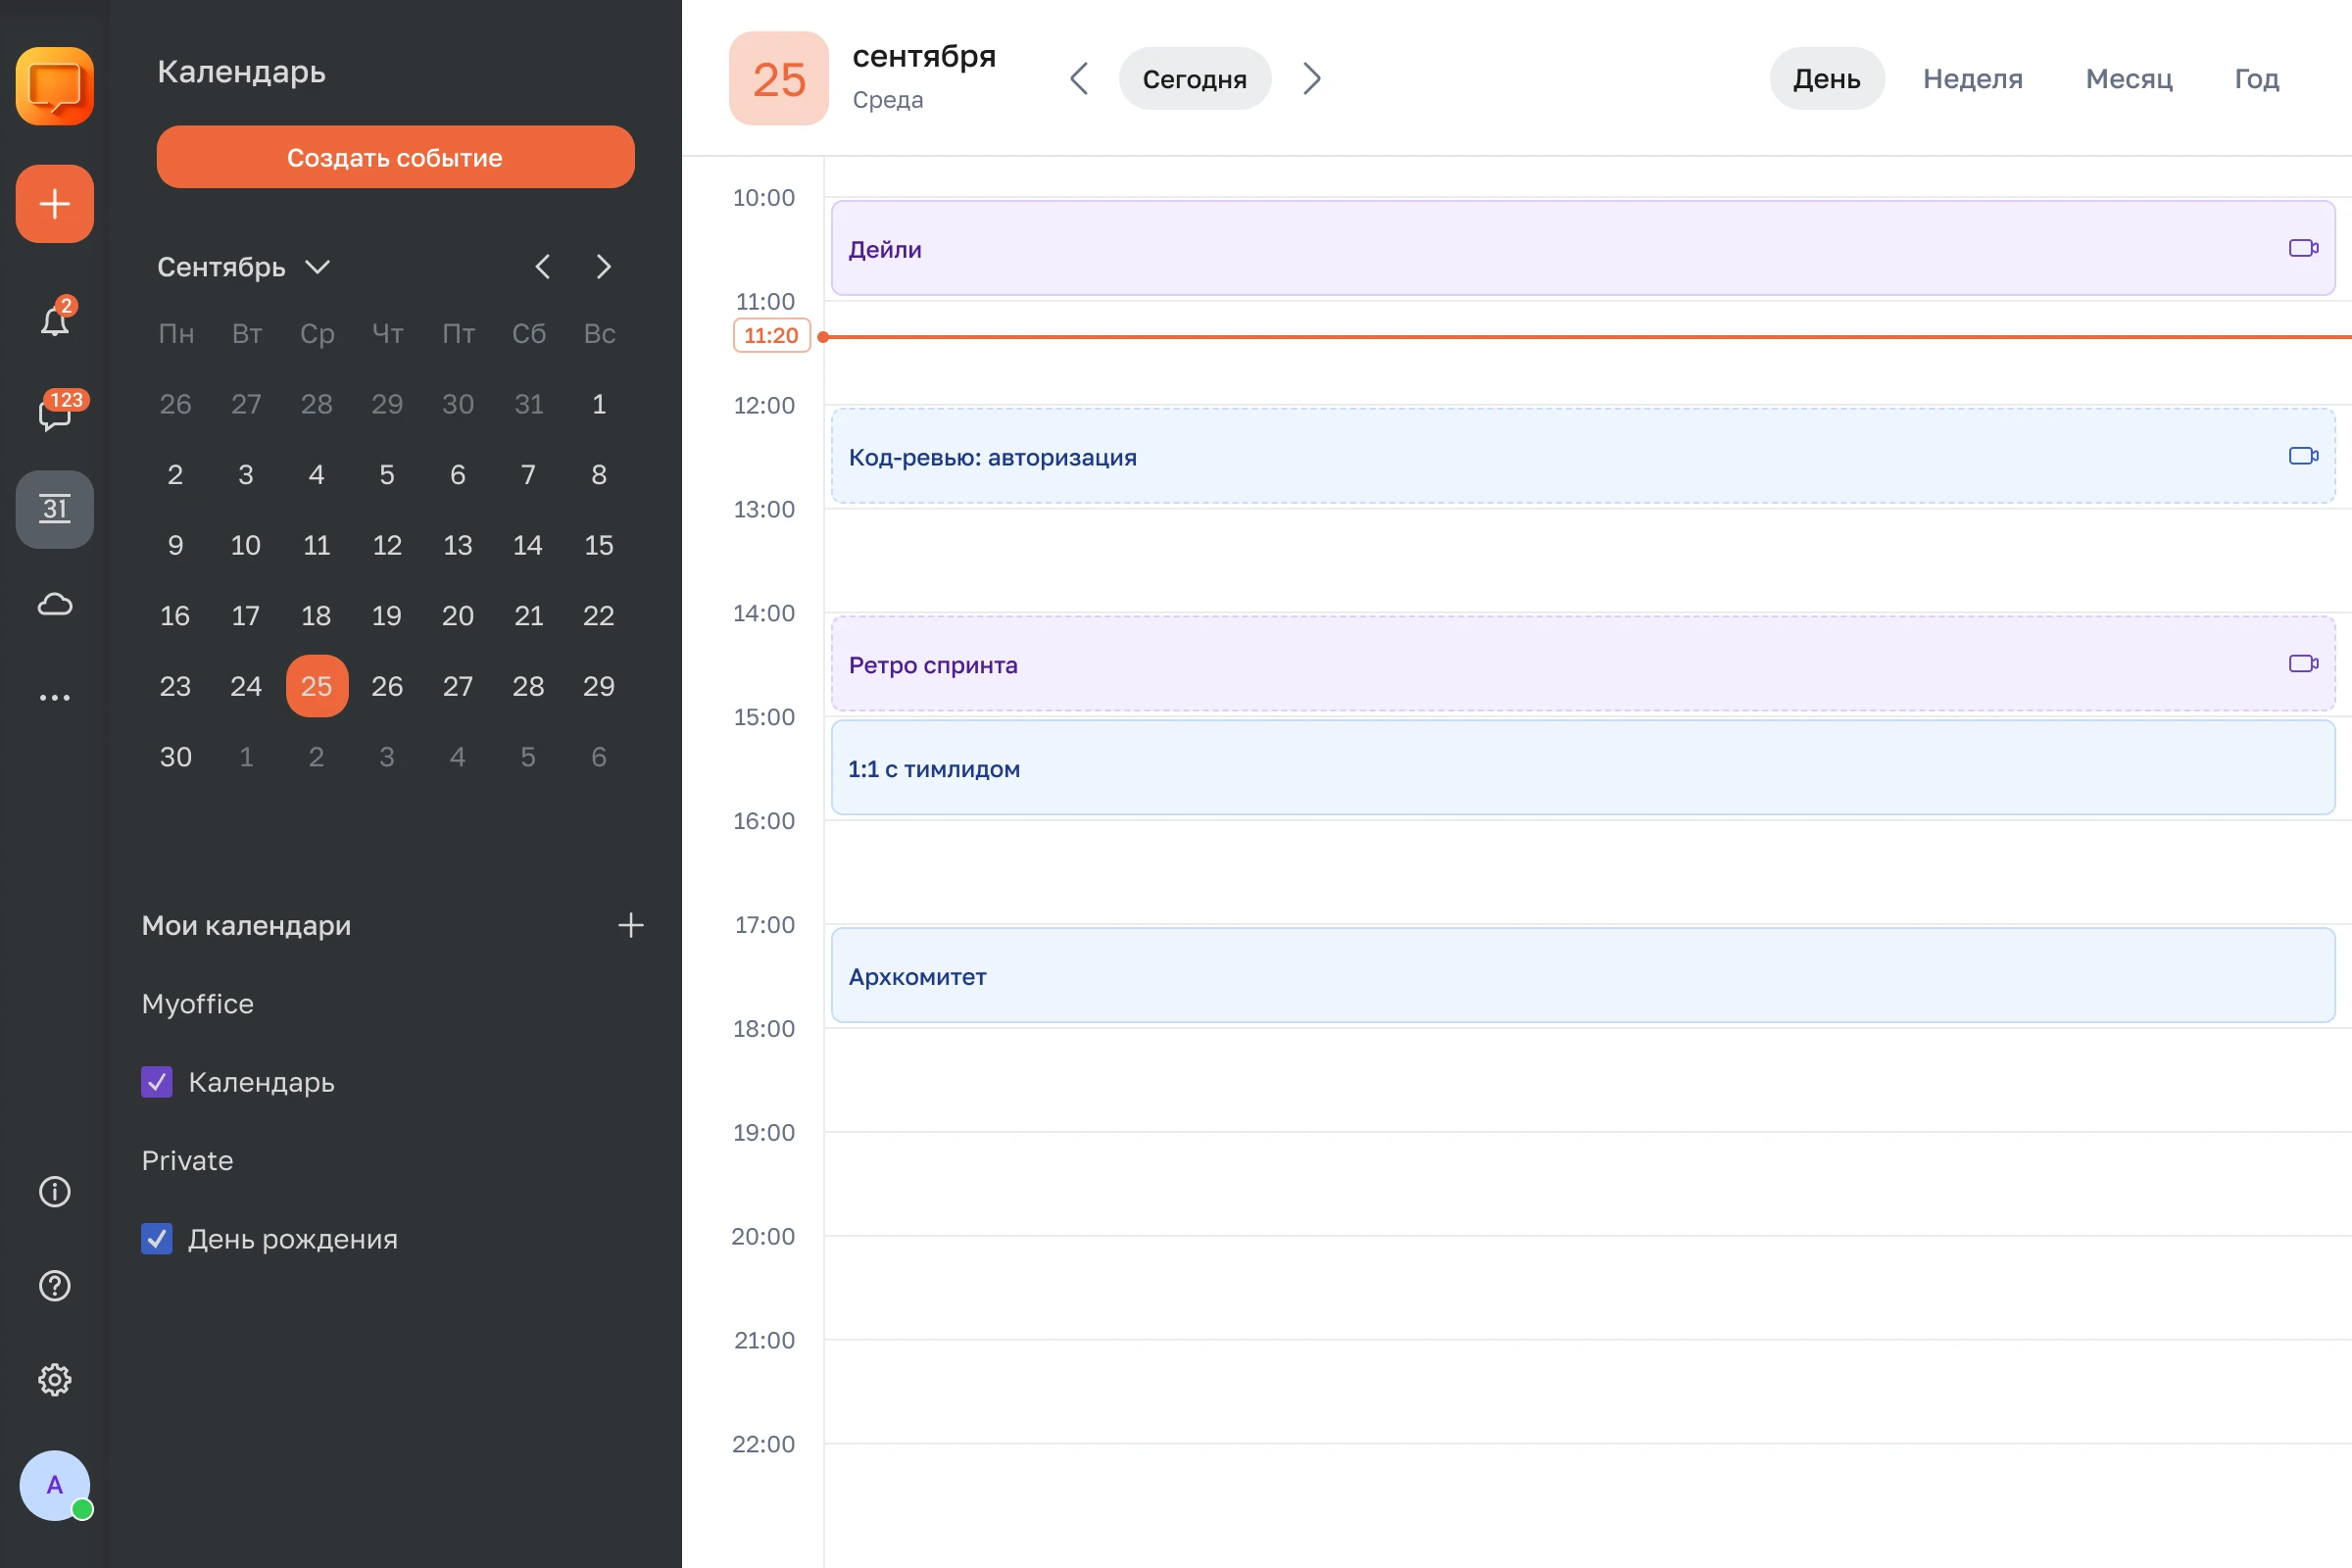 Календарь
Создать событие
2
123
31
Сентябрь
Пн Вт Ср Чт Пт Сб Вс
26 27 28 29 30 31 1
2 3 4 5 6 7 8
9 10 11 12 13 14 15
16 17 18 19 20 21 22
23 24 25 26 27 28 29
30 1 2 3 4 5 6
Мои календари
Myoffice
Календарь
Private
День рождения
A
25
сентября
Среда
Сегодня
День Неделя Месяц Год
10:00
Дейли
11:00
11:20
12:00
Код-ревью: авторизация
13:00
14:00
Ретро спринта
15:00
1:1 с тимлидом
16:00
17:00
Архкомитет
18:00
19:00
20:00
21:00
22:00